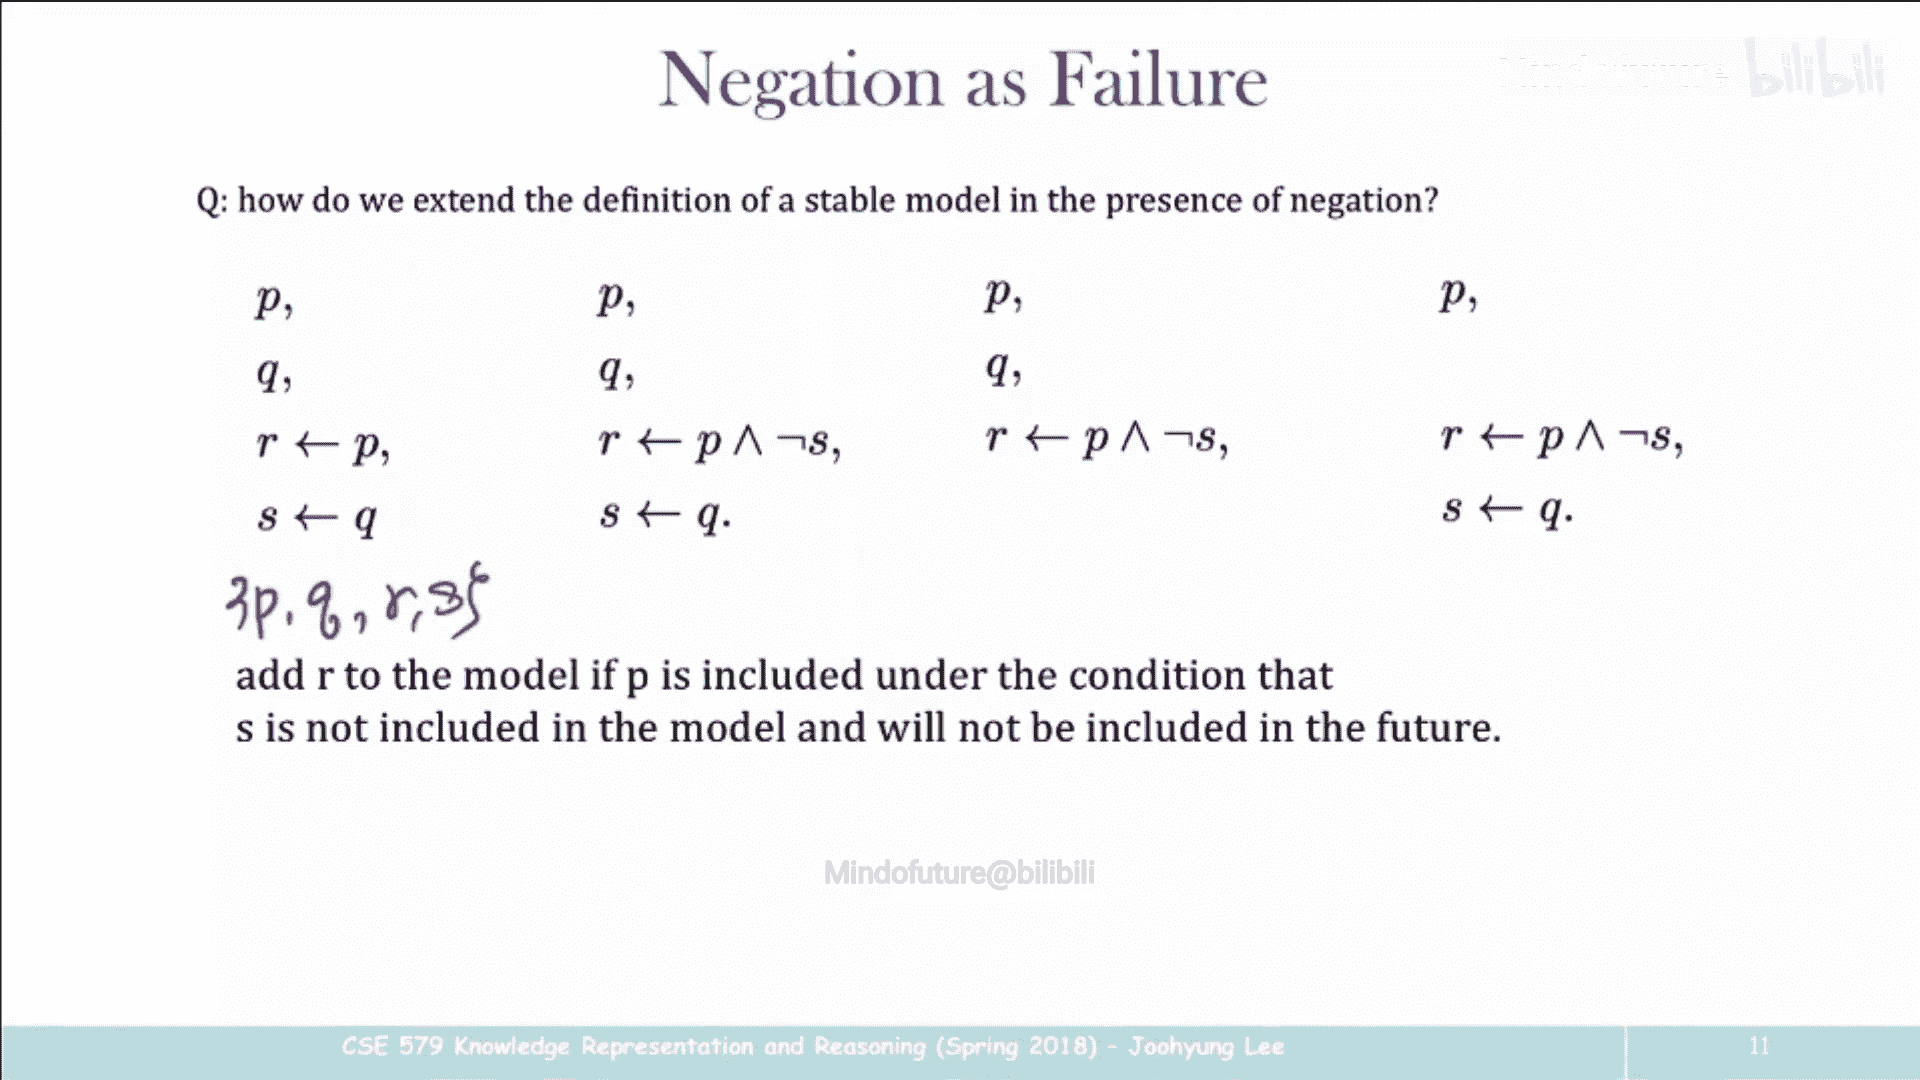 Negation as Failure
bilibili
Q: how do we extend the definition of a stable model in the presence of negation?
p,
q,
r ← p,
s ← q
{p, q, r, s}
p,
q,
r ← p ∧ ¬s,
s ← q.
p,
q,
r ← p ∧ ¬s,
p,
r ← p ∧ ¬s,
s ← q.
add r to the model if p is included under the condition that
s is not included in the model and will not be included in the future.
Mindofuture@bilibili
CSE 579 Knowledge Representation and Reasoning (Spring 2018) - Joohyung Lee
11